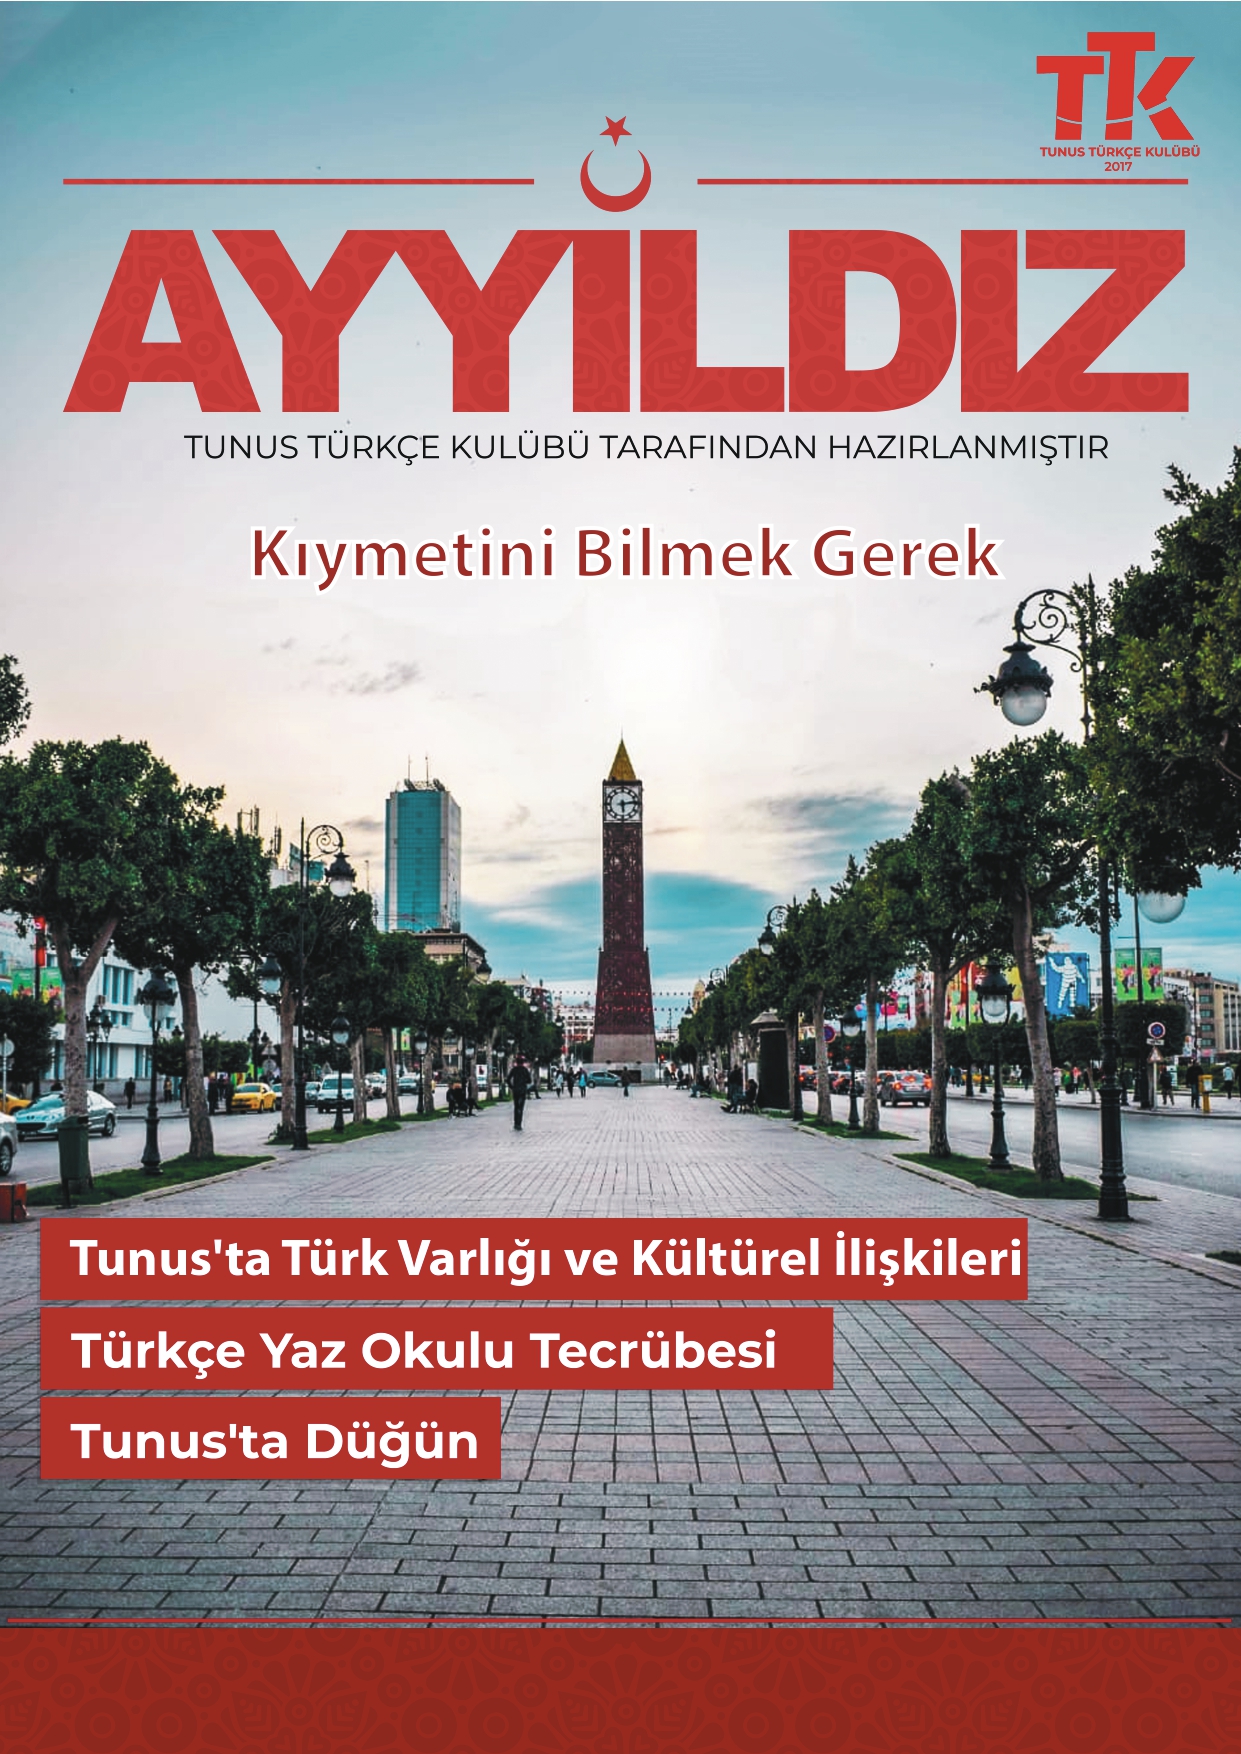 TTK
TUNUS TÜRKÇE KULÜBÜ
2017
AYYILDIZ
TUNUS TÜRKÇE KULÜBÜ TARAFINDAN HAZIRLANMIŞTIR
Kıymetini Bilmek Gerek
Tunus'ta Türk Varlığı ve Kültürel İlişkileri
Türkçe Yaz Okulu Tecrübesi
Tunus'ta Düğün